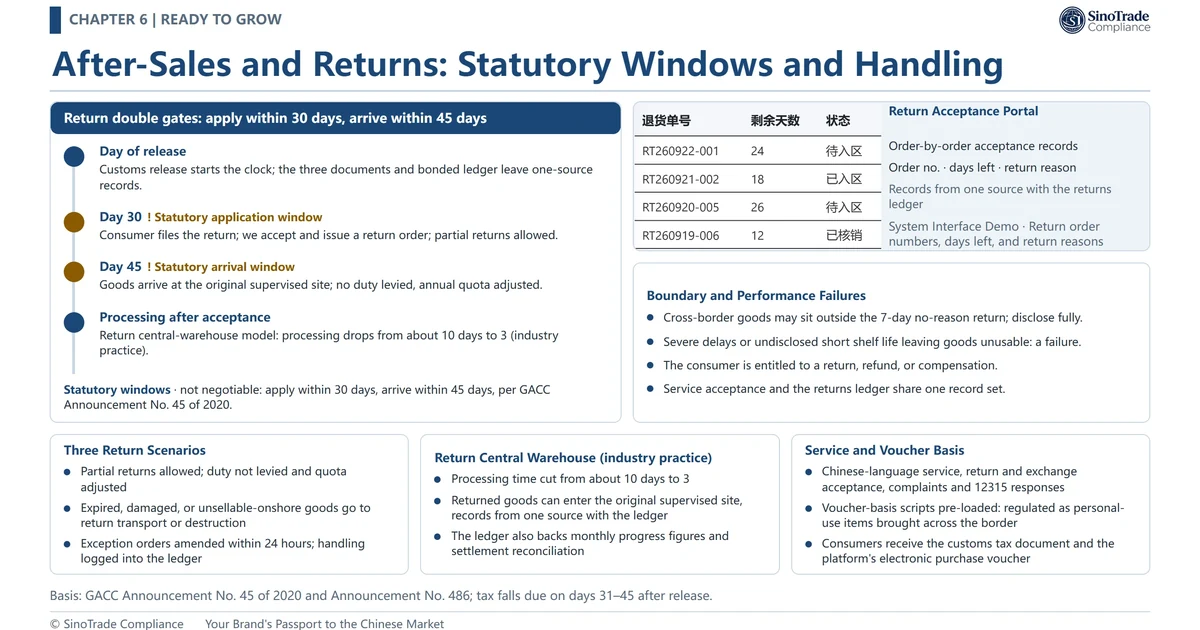 CHAPTER 6 | READY TO GROW
SinoTrade
Compliance
After-Sales and Returns: Statutory Windows and Handling
Return double gates: apply within 30 days, arrive within 45 days
Day of release
Customs release starts the clock; the three documents and bonded ledger leave one-source
records.
Day 30 ! Statutory application window
Consumer files the return; we accept and issue a return order; partial returns allowed.
Day 45 ! Statutory arrival window
Goods arrive at the original supervised site; no duty levied, annual quota adjusted.
Processing after acceptance
Return central-warehouse model: processing drops from about 10 days to 3 (industry
practice).
Statutory windows · not negotiable: apply within 30 days, arrive within 45 days, per GACC
Announcement No. 45 of 2020.
退货单号 剩余天数 状态
RT260922-001 24 待入区
RT260921-002 18 已入区
RT260920-005 26 待入区
RT260919-006 12 已核销
Return Acceptance Portal
Order-by-order acceptance records
Order no. · days left · return reason
Records from one source with the returns
ledger
System Interface Demo · Return order
numbers, days left, and return reasons
Boundary and Performance Failures
Cross-border goods may sit outside the 7-day no-reason return; disclose fully.
Severe delays or undisclosed short shelf life leaving goods unusable: a failure.
The consumer is entitled to a return, refund, or compensation.
Service acceptance and the returns ledger share one record set.
Three Return Scenarios
Partial returns allowed; duty not levied and quota
adjusted
Expired, damaged, or unsellable-onshore goods go to
return transport or destruction
Exception orders amended within 24 hours; handling
logged into the ledger
Return Central Warehouse (industry practice)
Processing time cut from about 10 days to 3
Returned goods can enter the original supervised site,
records from one source with the ledger
The ledger also backs monthly progress figures and
settlement reconciliation
Service and Voucher Basis
Chinese-language service, return and exchange
acceptance, complaints and 12315 responses
Voucher-basis scripts pre-loaded: regulated as personal-
use items brought across the border
Consumers receive the customs tax document and the
platform's electronic purchase voucher
Basis: GACC Announcement No. 45 of 2020 and Announcement No. 486; tax falls due on days 31–45 after release.
© SinoTrade Compliance Your Brand's Passport to the Chinese Market